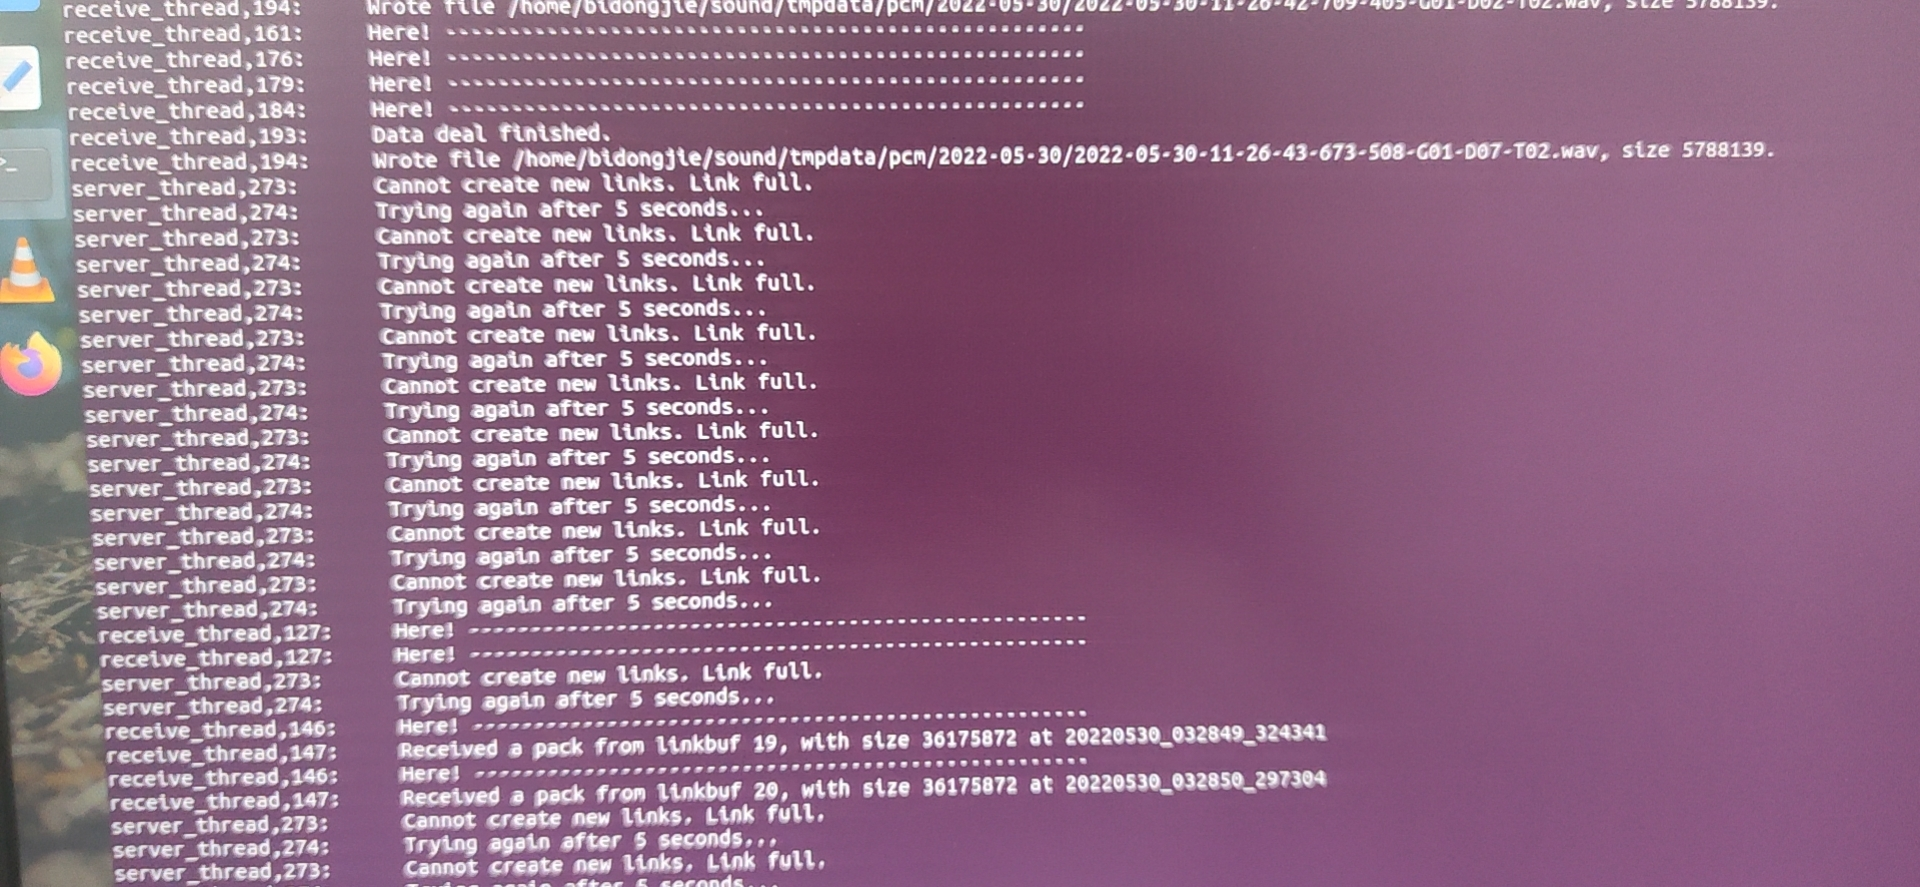 receive_thread,194: Wrote file /home/bidongjie/sound/tmpdata/pcm/2022-05-30/2022-05-30-11-26-42-709-405-G01-D02-T02.wav, size 5788139.
receive_thread,161: Here! --------------------------------------------------
receive_thread,176: Here! --------------------------------------------------
receive_thread,179: Here! --------------------------------------------------
receive_thread,184: Here! --------------------------------------------------
receive_thread,193: Data deal finished.
receive_thread,194: Wrote file /home/bidongjie/sound/tmpdata/pcm/2022-05-30/2022-05-30-11-26-43-673-508-G01-D07-T02.wav, size 5788139.
server_thread,273: Cannot create new links. Link full.
server_thread,274: Trying again after 5 seconds...
server_thread,273: Cannot create new links. Link full.
server_thread,274: Trying again after 5 seconds...
server_thread,273: Cannot create new links. Link full.
server_thread,274: Trying again after 5 seconds...
server_thread,273: Cannot create new links. Link full.
server_thread,274: Trying again after 5 seconds...
server_thread,273: Cannot create new links. Link full.
server_thread,274: Trying again after 5 seconds...
server_thread,273: Cannot create new links. Link full.
server_thread,274: Trying again after 5 seconds...
server_thread,273: Cannot create new links. Link full.
server_thread,274: Trying again after 5 seconds...
server_thread,273: Cannot create new links. Link full.
server_thread,274: Trying again after 5 seconds...
server_thread,273: Cannot create new links. Link full.
server_thread,274: Trying again after 5 seconds...
receive_thread,127: Here! --------------------------------------------------
receive_thread,127: Here! --------------------------------------------------
server_thread,273: Cannot create new links. Link full.
server_thread,274: Trying again after 5 seconds...
receive_thread,146: Here! --------------------------------------------------
receive_thread,147: Received a pack from linkbuf 19, with size 36175872 at 20220530_032849_324341
receive_thread,146: Here! --------------------------------------------------
receive_thread,147: Received a pack from linkbuf 20, with size 36175872 at 20220530_032850_297304
server_thread,273: Cannot create new links. Link full.
server_thread,274: Trying again after 5 seconds...
server_thread,273: Cannot create new links. Link full.
Trying again after 5 seconds...